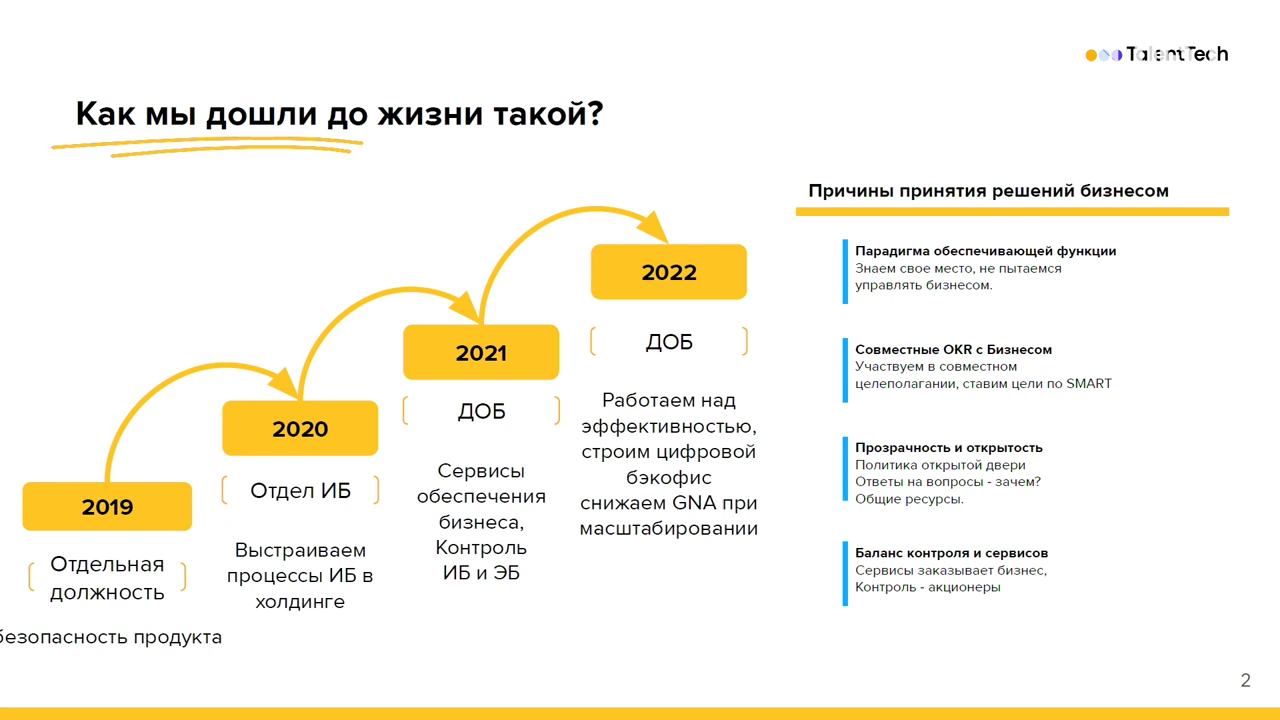 TalentTech
Как мы дошли до жизни такой?
2019
Отдельная
должность
безопасность продукта
2020
Отдел ИБ
Выстраиваем
процессы ИБ в
холдинге
2021
ДОБ
Сервисы
обеспечения
бизнеса,
Контроль
ИБ и ЭБ
2022
ДОБ
Работаем над
эффективностью,
строим цифровой
бэкофис
снижаем GNA при
масштабировании
Причины принятия решений бизнесом
Парадигма обеспечивающей функции
Знаем свое место, не пытаемся
управлять бизнесом.
Совместные OKR с Бизнесом
Участвуем в совместном
целеполагании, ставим цели по SMART
Прозрачность и открытость
Политика открытой двери
Ответы на вопросы - зачем?
Общие ресурсы.
Баланс контроля и сервисов
Сервисы заказывает бизнес,
Контроль - акционеры
2